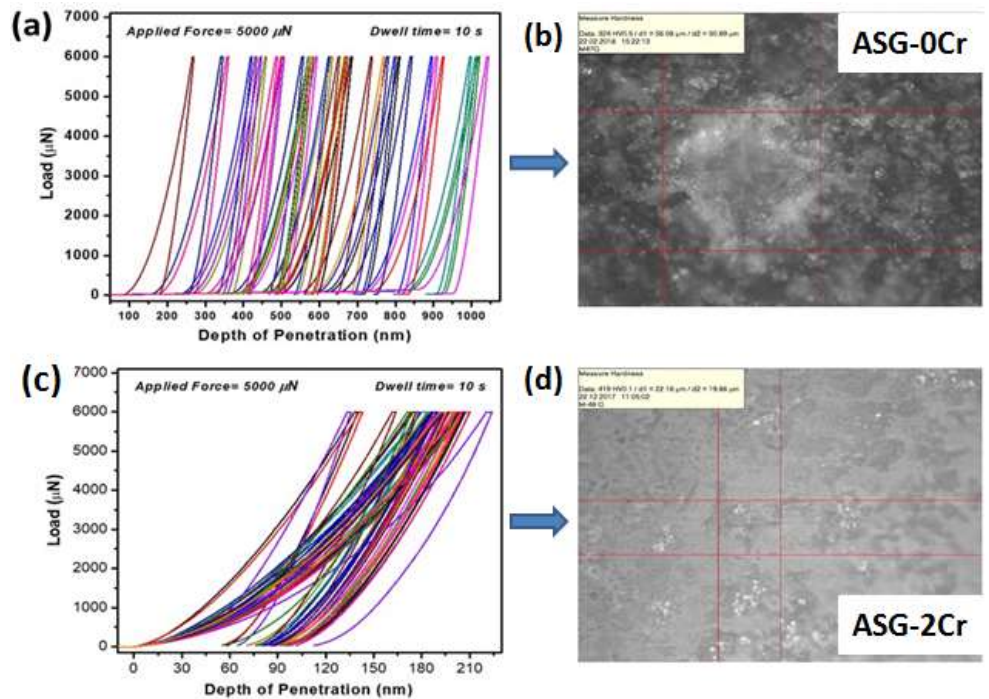 (a)
Applied Force= 5000 µN Dwell time= 10 s
7000
6000
5000
4000
3000
2000
1000
0
Load (µN)
100 200 300 400 500 600 700 800 900 1000
Depth of Penetration (nm)
(b)
Measure Hardness
ASG-0Cr
(c)
Applied Force= 5000 µN Dwell time= 10 s
7000
6000
5000
4000
3000
2000
1000
0
Load (µN)
0 30 60 90 120 150 180 210
Depth of Penetration (nm)
(d)
Measure Hardness
ASG-2Cr